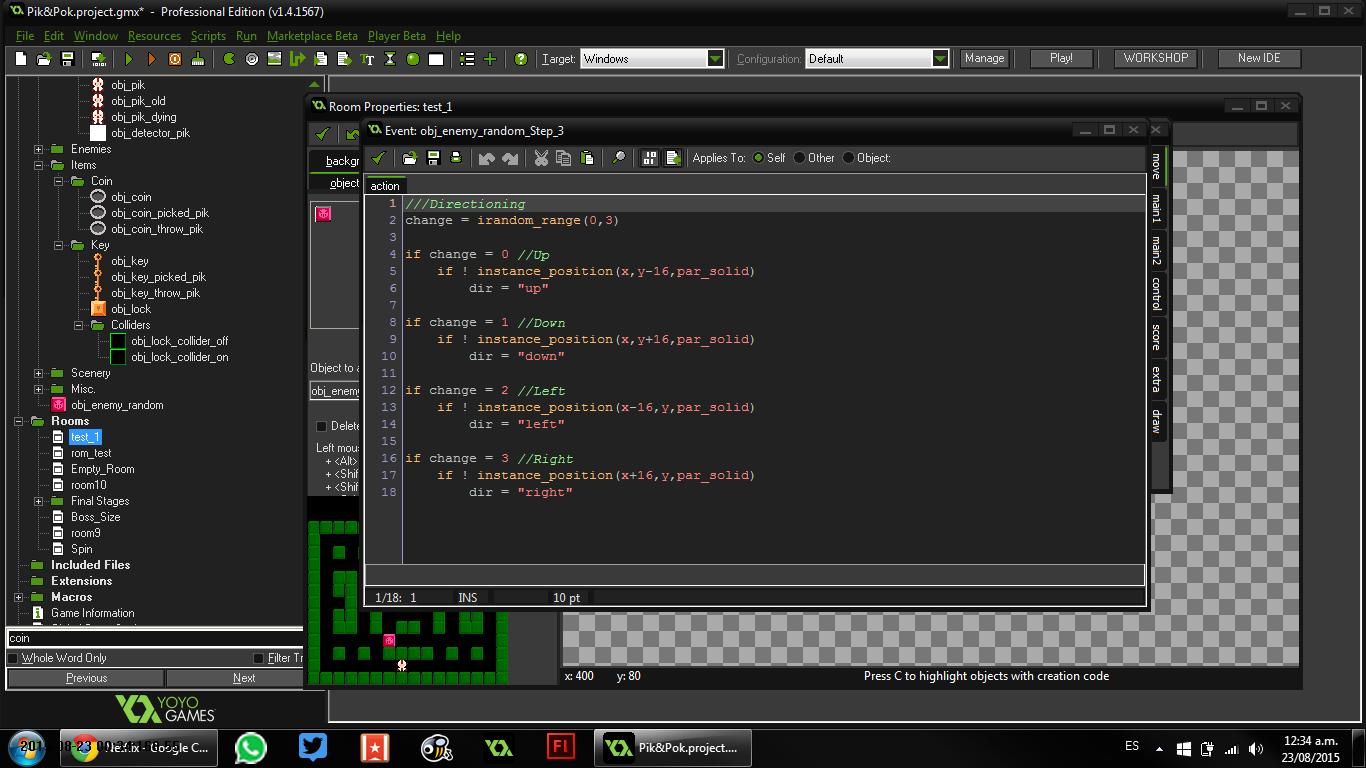 Pik&Pok.project.gmx* - Professional Edition (v1.4.1567)
File Edit Window Resources Scripts Run Marketplace Beta Player Beta Help
Target: Windows Configuration: Default Manage Play! WORKSHOP New IDE
obj_pik
obj_pik_old
obj_pik_dying
obj_detector_pik
Enemies
Items
Coin
obj_coin
obj_coin_picked_pik
obj_coin_throw_pik
Key
obj_key
obj_key_picked_pik
obj_key_throw_pik
obj_lock
Colliders
obj_lock_collider_off
obj_lock_collider_on
Scenery
Misc.
obj_enemy_random
Rooms
test_1
rom_test
Empty_Room
room10
Final Stages
Boss_Size
room9
Spin
Included Files
Extensions
Macros
Game Information
coin
Whole Word Only Filter Tr
Previous Next
YOYO
GAMES
Room Properties: test_1
backgr
object
Object to a
obj_enemy
Delete
Left mou
+ <Alt>
+ <Shif
+ <Shif
Event: obj_enemy_random_Step_3
Applies To: Self Other Object:
action
1 ///Directioning
2 change = irandom_range(0,3)
3
4 if change = 0 //Up
5 if ! instance_position(x,y-16,par_solid)
6 dir = "up"
7
8 if change = 1 //Down
9 if ! instance_position(x,y+16,par_solid)
10 dir = "down"
11
12 if change = 2 //Left
13 if ! instance_position(x-16,y,par_solid)
14 dir = "left"
15
16 if change = 3 //Right
17 if ! instance_position(x+16,y,par_solid)
18 dir = "right"
1/18: 1 INS 10 pt
move
main1
main2
control
score
extra
draw
x: 400 y: 80 Press C to highlight objects with creation code
Netflix - Google C...
Fl
Pik&Pok.project....
ES
12:34 a.m.
23/08/2015